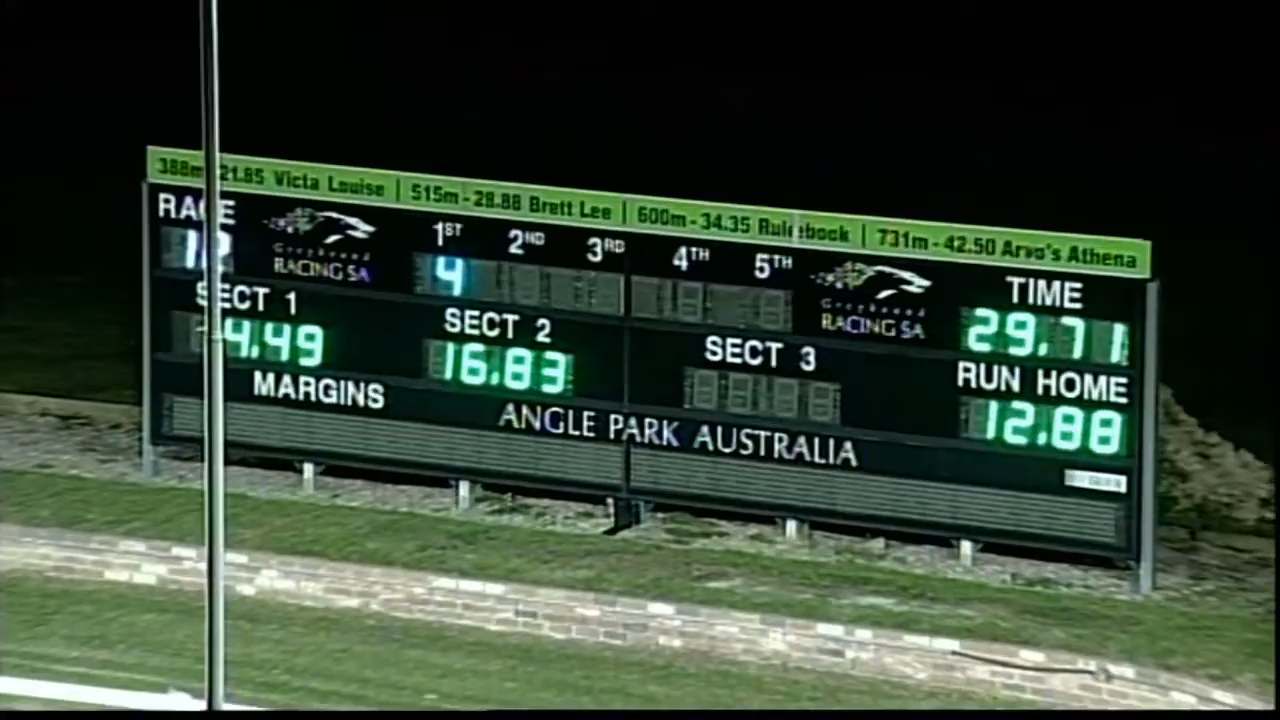 388m - 21.85 Victa Louise | 515m - 28.88 Brett Lee | 600m - 34.35 Rulebook | 731m - 42.50 Arvo's Athena
RACE 1ST 2ND 3RD 4TH 5TH TIME
12 Greyhound RACING SA 4 Greyhound RACING SA 29.71
SECT 1 SECT 2 SECT 3 RUN HOME
4.49 16.83 12.88
MARGINS ANGLE PARK AUSTRALIA